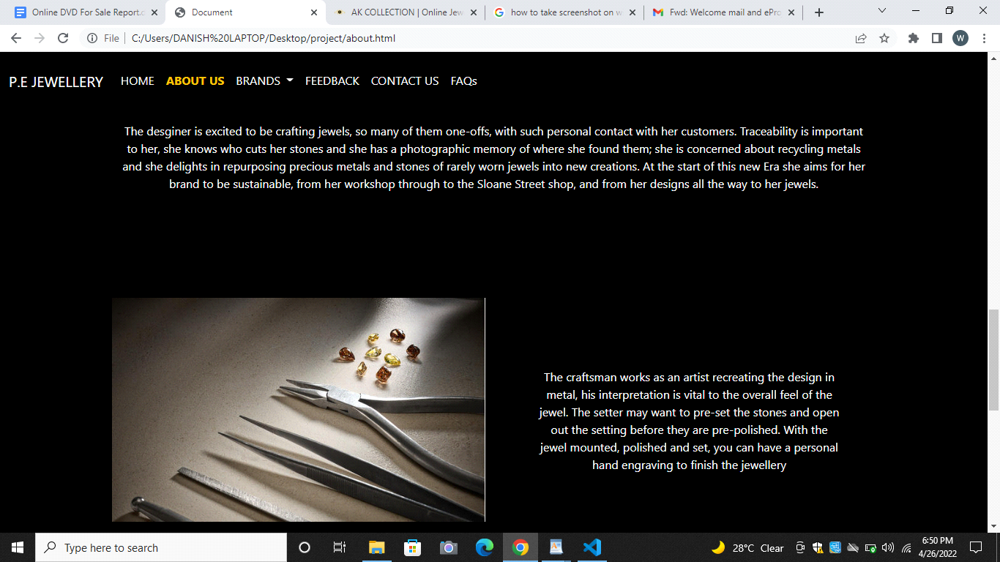 Online DVD For Sale Report.d
Document
AK COLLECTION | Online Jew
how to take screenshot on w
Fwd: Welcome mail and ePro
File
C:/Users/DANISH%20LAPTOP/Desktop/project/about.html
W
P.E JEWELLERY HOME ABOUT US BRANDS FEEDBACK CONTACT US FAQs
The desginer is excited to be crafting jewels, so many of them one-offs, with such personal contact with her customers. Traceability is important
to her, she knows who cuts her stones and she has a photographic memory of where she found them; she is concerned about recycling metals
and she delights in repurposing precious metals and stones of rarely worn jewels into new creations. At the start of this new Era she aims for her
brand to be sustainable, from her workshop through to the Sloane Street shop, and from her designs all the way to her jewels.
The craftsman works as an artist recreating the design in
metal, his interpretation is vital to the overall feel of the
jewel. The setter may want to pre-set the stones and open
out the setting before they are pre-polished. With the
jewel mounted, polished and set, you can have a personal
hand engraving to finish the jewellery
Type here to search
28°C Clear
6:50 PM
4/26/2022